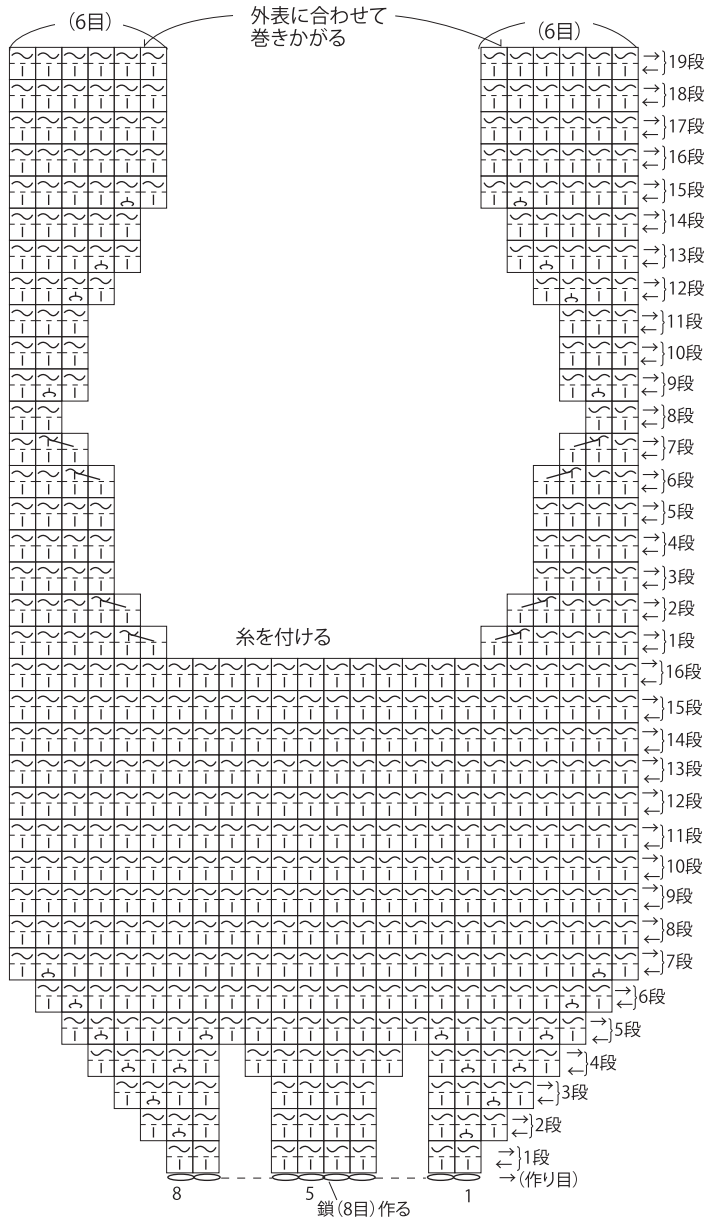 （6目）
外表に合わせて
巻きかがる
（6目）
→
← }19段
→
← }18段
→
← }17段
→
← }16段
→
← }15段
→
← }14段
→
← }13段
→
← }12段
→
← }11段
→
← }10段
→
← }9段
→
← }8段
→
← }7段
→
← }6段
→
← }5段
→
← }4段
→
← }3段
→
← }2段
糸を付ける
→
← }1段
→
← }16段
→
← }15段
→
← }14段
→
← }13段
→
← }12段
→
← }11段
→
← }10段
→
← }9段
→
← }8段
→
← }7段
→
← }6段
→
← }5段
→
← }4段
→
← }3段
→
← }2段
→
← }1段
→（作り目）
8 5 1
鎖（8目）作る